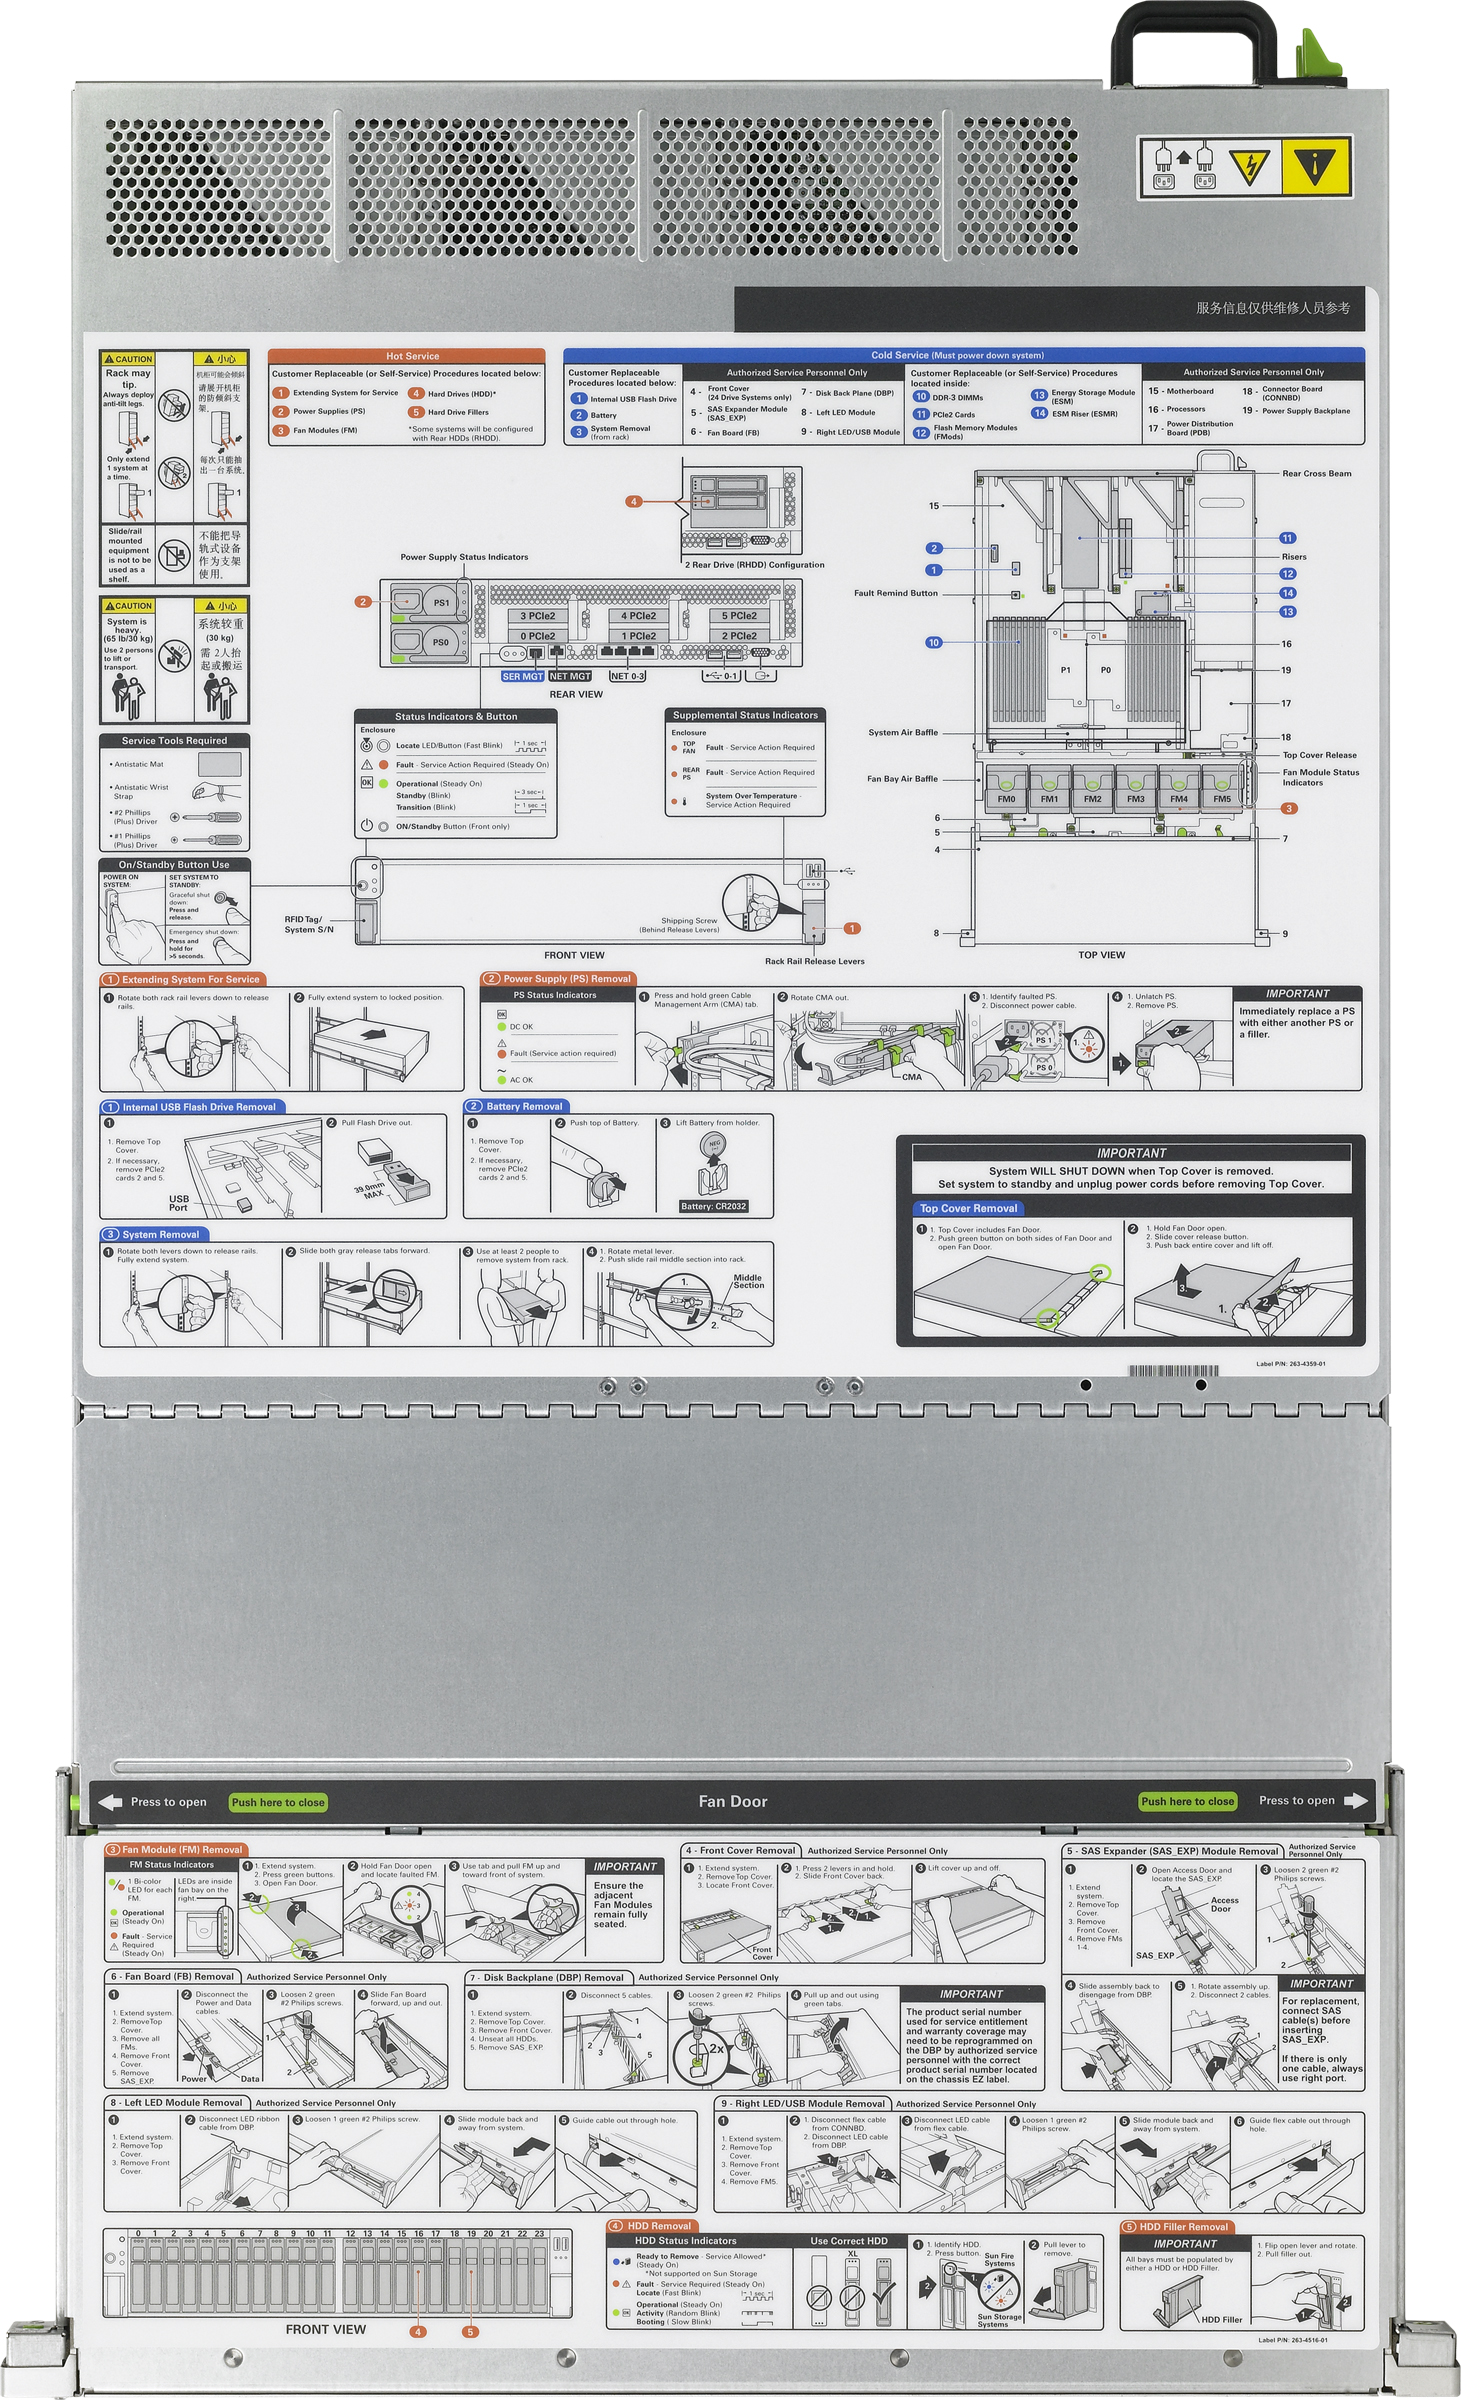 服务信息仅供维修人员参考
CAUTION
Rack may
tip.
Always deploy
anti-tilt legs.
Only extend
1 system at
a time.
1
Slide/rail
mounted
equipment
is not to be
used as a
shelf.
小心
机柜可能会倾斜
请展开机柜
的防倾斜支
架.
每次只能抽
出一台系统.
1
不能把导
轨式设备
作为支架
使用.
CAUTION
System is
heavy.
(65 lb/30 kg)
Use 2 persons
to lift or
transport.
小心
系统较重
(30 kg)
需 2人抬
起或搬运
Hot Service
Customer Replaceable (or Self-Service) Procedures located below:
1 Extending System for Service
2 Power Supplies (PS)
3 Fan Modules (FM)
4 Hard Drives (HDD)*
5 Hard Drive Fillers
*Some systems will be configured
with Rear HDDs (RHDD).
Cold Service (Must power down system)
Customer Replaceable
Procedures located below:
1 Internal USB Flash Drive
2 Battery
3 System Removal
(from rack)
Authorized Service Personnel Only
4 - Front Cover
(24 Drive Systems only)
5 - SAS Expander Module
(SAS_EXP)
6 - Fan Board (FB)
7 - Disk Back Plane (DBP)
8 - Left LED Module
9 - Right LED/USB Module
Customer Replaceable (or Self-Service) Procedures
located inside:
10 DDR-3 DIMMs
11 PCIe2 Cards
12 Flash Memory Modules
(FMods)
13 Energy Storage Module
(ESM)
14 ESM Riser (ESMR)
Authorized Service Personnel Only
15 - Motherboard
16 - Processors
17 - Power Distribution
Board (PDB)
18 - Connector Board
(CONNBD)
19 - Power Supply Backplane
4
2 Rear Drive (RHDD) Configuration
Power Supply Status Indicators
2
PS1
PS0
3 PCIe2
4 PCIe2
5 PCIe2
0 PCIe2
1 PCIe2
2 PCIe2
SER MGT
NET MGT
NET 0-3
0-1
REAR VIEW
Rear Cross Beam
15
11
2
1
Risers
12
Fault Remind Button
14
13
10
P1
P0
16
19
17
System Air Baffle
18
Top Cover Release
Fan Bay Air Baffle
Fan Module Status
Indicators
FM0
FM1
FM2
FM3
FM4
FM5
3
6
5
7
4
8
9
TOP VIEW
Service Tools Required
• Antistatic Mat
• Antistatic Wrist
Strap
• #2 Phillips
(Plus) Driver
• #1 Phillips
(Plus) Driver
On/Standby Button Use
POWER ON
SYSTEM:
SET SYSTEM TO
STANDBY:
Graceful shut
down:
Press and
release.
Emergency shut down:
Press and
hold for
>5 seconds.
Status Indicators & Button
Enclosure
Locate LED/Button (Fast Blink)
1 sec
Fault - Service Action Required (Steady On)
OK
Operational (Steady On)
Standby (Blink)
3 sec
Transition (Blink)
1 sec
ON/Standby Button (Front only)
Supplemental Status Indicators
Enclosure
TOP
FAN
Fault - Service Action Required
REAR
PS
Fault - Service Action Required
System Over Temperature -
Service Action Required
RFID Tag/
System S/N
Shipping Screw
(Behind Release Levers)
1
FRONT VIEW
Rack Rail Release Levers
1 Extending System For Service
1 Rotate both rack rail levers down to release
rails.
2 Fully extend system to locked position.
2 Power Supply (PS) Removal
PS Status Indicators
OK
DC OK
Fault (Service action required)
AC OK
1 Press and hold green Cable
Management Arm (CMA) tab.
2 Rotate CMA out.
CMA
3 1. Identify faulted PS.
2. Disconnect power cable.
PS 1
PS 0
4 1. Unlatch PS.
2. Remove PS.
IMPORTANT
Immediately replace a PS
with either another PS or
a filler.
1 Internal USB Flash Drive Removal
1
1. Remove Top
Cover.
2. If necessary,
remove PCIe2
cards 2 and 5.
USB
Port
2 Pull Flash Drive out.
39.0mm
MAX
2 Battery Removal
1
1. Remove Top
Cover.
2. If necessary,
remove PCIe2
cards 2 and 5.
2 Push top of Battery.
3 Lift Battery from holder.
NEG
Battery: CR2032
3 System Removal
1 Rotate both levers down to release rails.
Fully extend system.
2 Slide both gray release tabs forward.
3 Use at least 2 people to
remove system from rack.
4 1. Rotate metal lever.
2. Push slide rail middle section into rack.
1.
2.
Middle
Section
IMPORTANT
System WILL SHUT DOWN when Top Cover is removed.
Set system to standby and unplug power cords before removing Top Cover.
Top Cover Removal
1 1. Top Cover includes Fan Door.
2. Push green button on both sides of Fan Door and
open Fan Door.
2 1. Hold Fan Door open.
2. Slide cover release button.
3. Push back entire cover and lift off.
3.
1.
2.
Label P/N: 263-4359-01
Press to open
Push here to close
Fan Door
Push here to close
Press to open
3 Fan Module (FM) Removal
FM Status Indicators
1 Bi-color
LED for each
FM.
LEDs are inside
fan bay on the
right.
Operational
OK (Steady On)
Fault - Service
Required
(Steady On)
1 1. Extend system.
2. Press green buttons.
3. Open Fan Door.
2 Hold Fan Door open
and locate faulted FM.
3 Use tab and pull FM up and
toward front of system.
IMPORTANT
Ensure the
adjacent
Fan Modules
remain fully
seated.
4 - Front Cover Removal
Authorized Service Personnel Only
1 1. Extend system.
2. Remove Top Cover.
3. Locate Front Cover.
Front
Cover
2 1. Press 2 levers in and hold.
2. Slide Front Cover back.
3 Lift cover up and off.
5 - SAS Expander (SAS_EXP) Module Removal
Authorized Service
Personnel Only
1
1. Extend
system.
2. Remove Top
Cover.
3. Remove
Front Cover.
4. Remove FMs
1-4.
2 Open Access Door and
locate the SAS_EXP.
Access
Door
SAS_EXP
3 Loosen 2 green #2
Philips screws.
1
2
4 Slide assembly back to
disengage from DBP.
5 1. Rotate assembly up.
2. Disconnect 2 cables.
IMPORTANT
For replacement,
connect SAS
cable(s) before
inserting
SAS_EXP.
If there is only
one cable, always
use right port.
6 - Fan Board (FB) Removal
Authorized Service Personnel Only
1
1. Extend system.
2. Remove Top
Cover.
3. Remove all
FMs.
4. Remove Front
Cover.
5. Remove
SAS_EXP.
2 Disconnect the
Power and Data
cables.
Power
Data
3 Loosen 2 green
#2 Philips screws.
1
2
4 Slide Fan Board
forward, up and out.
7 - Disk Backplane (DBP) Removal
Authorized Service Personnel Only
1
1. Extend system.
2. Remove Top Cover.
3. Remove Front Cover.
4. Unseat all HDDs.
5. Remove SAS_EXP.
2 Disconnect 5 cables.
1
4
2
3
5
3 Loosen 2 green #2 Philips
screws.
2x
4 Pull up and out using
green tabs.
IMPORTANT
The product serial number
used for service entitlement
and warranty coverage may
need to be reprogrammed on
the DBP by authorized service
personnel with the correct
product serial number located
on the chassis EZ label.
8 - Left LED Module Removal
Authorized Service Personnel Only
1
1. Extend system.
2. Remove Top
Cover.
3. Remove Front
Cover.
2 Disconnect LED ribbon
cable from DBP.
3 Loosen 1 green #2 Philips screw.
4 Slide module back and
away from system.
5 Guide cable out through hole.
9 - Right LED/USB Module Removal
Authorized Service Personnel Only
1
1. Extend system.
2. Remove Top
Cover.
3. Remove Front
Cover.
4. Remove FM5.
2 1. Disconnect flex cable
from CONNBD.
2. Disconnect LED cable
from DBP.
3 Disconnect LED cable
from flex cable.
4 Loosen 1 green #2
Philips screw.
5 Slide module back and
away from system.
6 Guide flex cable out through
hole.
0 1 2 3 4 5 6 7 8 9 10 11 12 13 14 15 16 17 18 19 20 21 22 23
FRONT VIEW
4
5
4 HDD Removal
HDD Status Indicators
Ready to Remove - Service Allowed*
(Steady On)
*Not supported on Sun Storage
Fault - Service Required (Steady On)
Locate (Fast Blink)
1 sec
Operational (Steady On)
OK Activity (Random Blink)
Booting ( Slow Blink)
Use Correct HDD
XL
1 1. Identify HDD.
2. Press button.
Sun Fire
Systems
Sun Storage
Systems
2 Pull lever to
remove.
5 HDD Filler Removal
IMPORTANT
All bays must be populated by
either a HDD or HDD Filler.
HDD Filler
1. Flip open lever and rotate.
2. Pull filler out.
Label P/N: 263-4516-01